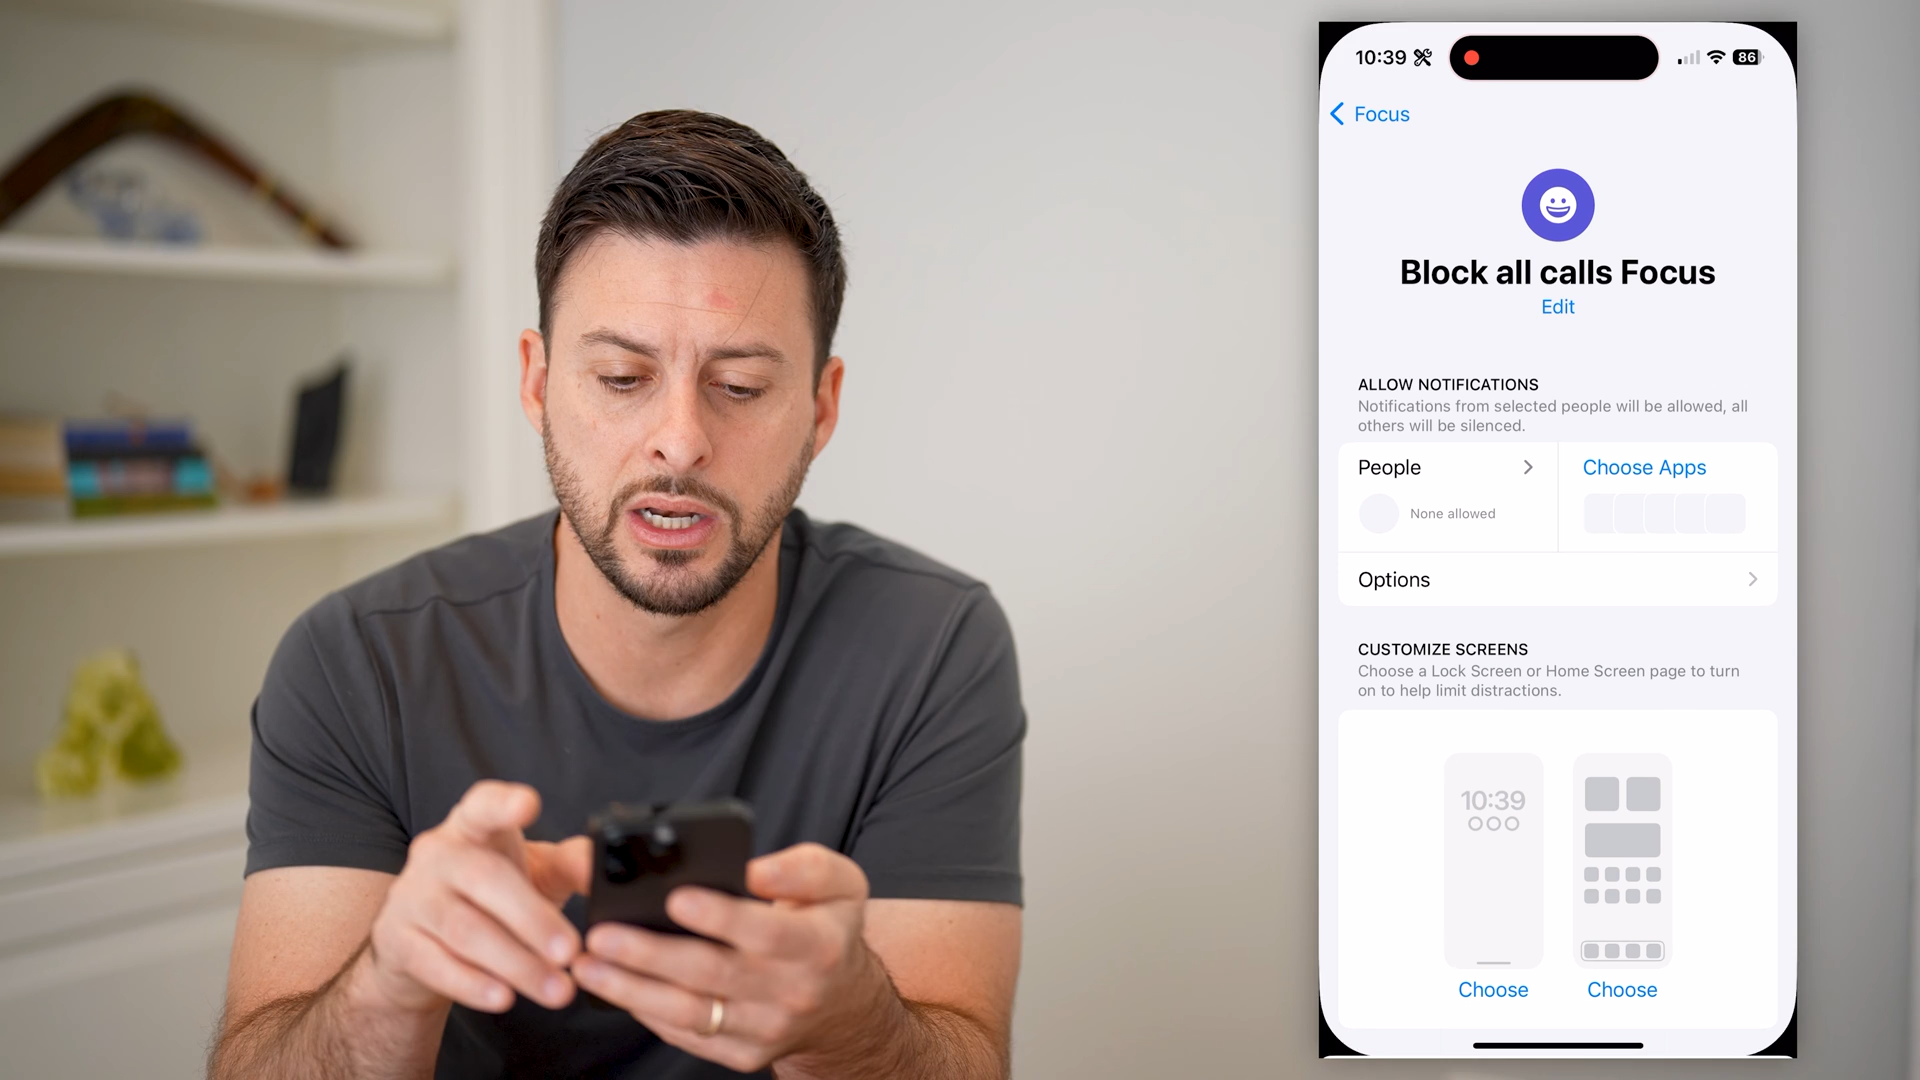 10:39
86
Focus
Block all calls Focus
Edit
ALLOW NOTIFICATIONS
Notifications from selected people will be allowed, all
others will be silenced.
People
Choose Apps
None allowed
Options
CUSTOMIZE SCREENS
Choose a Lock Screen or Home Screen page to turn
on to help limit distractions.
10:39
Choose
Choose